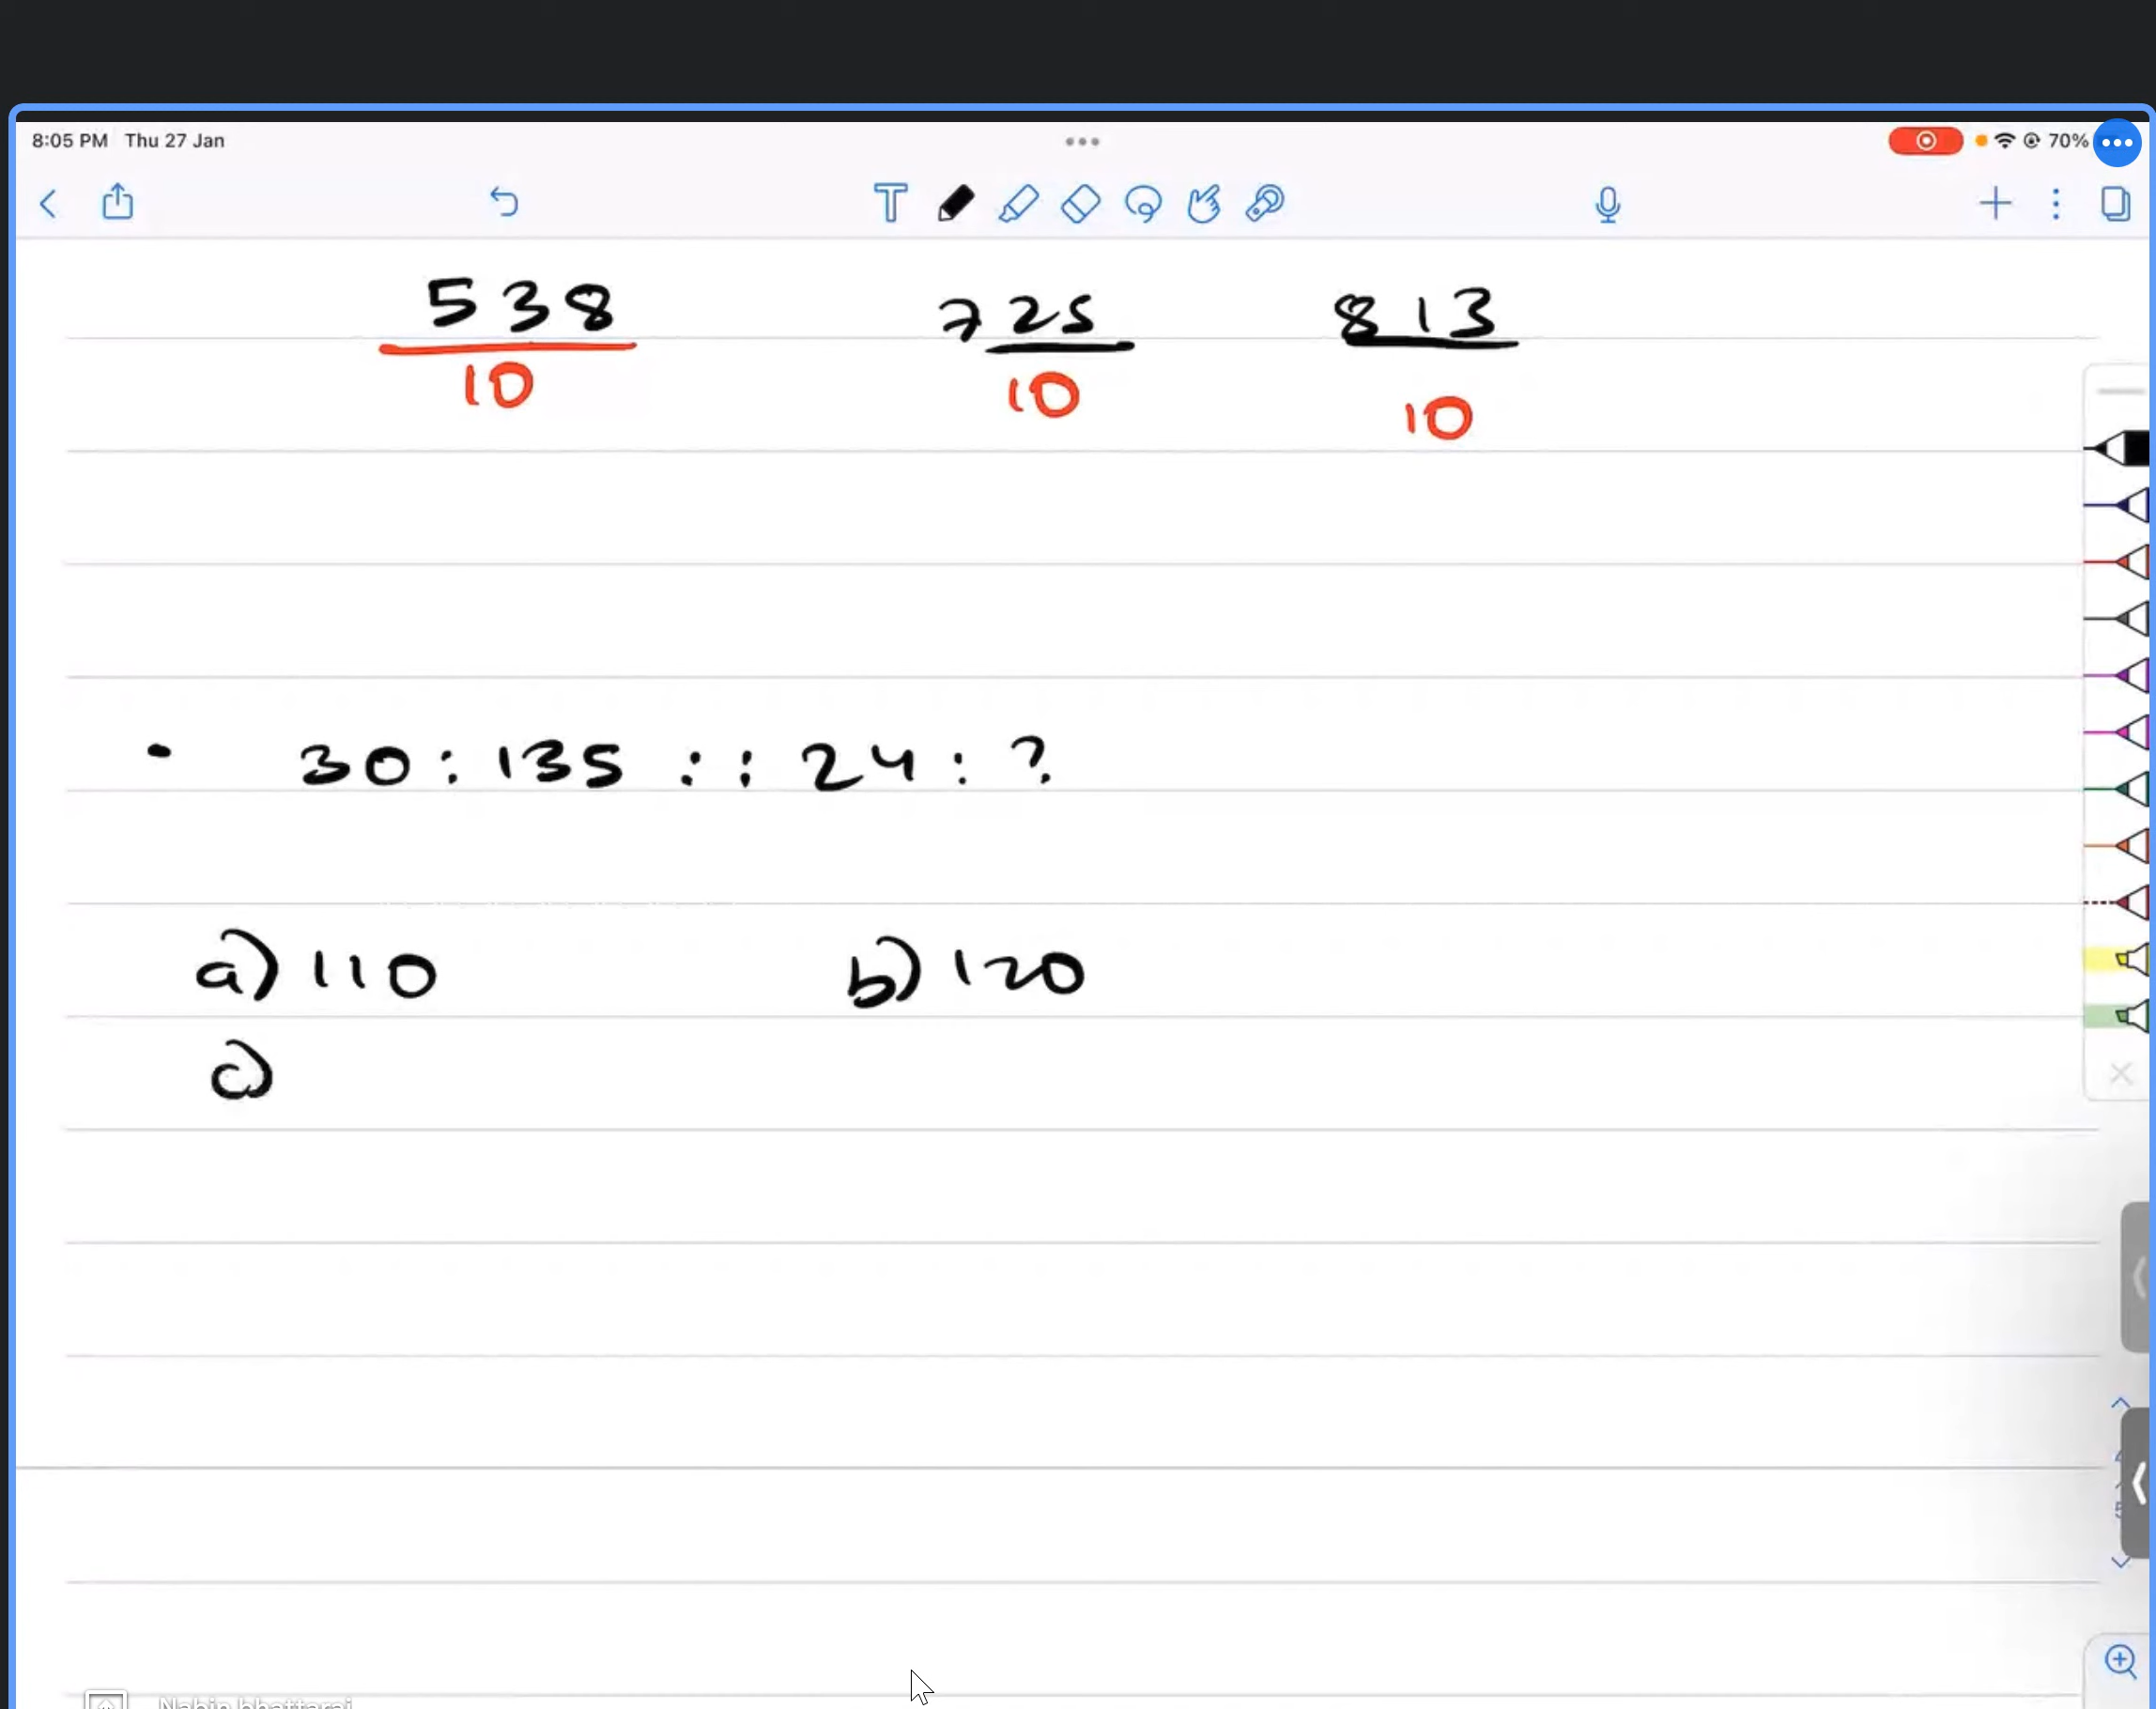 8:05 PM Thu 27 Jan
70%
T
538 725 813
10 10 10
30 : 135 : : 24 : ?
a) 110 b) 120
c)